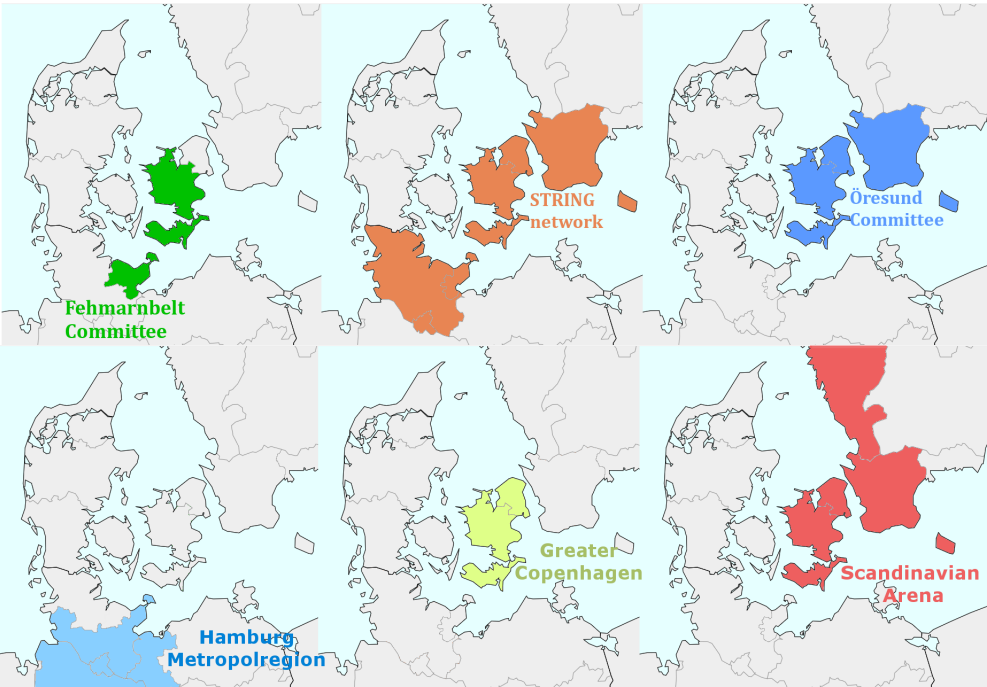 Fehmarnbelt
Committee
STRING
network
Öresund
Committee
Hamburg
Metropolregion
Greater
Copenhagen
Scandinavian
Arena